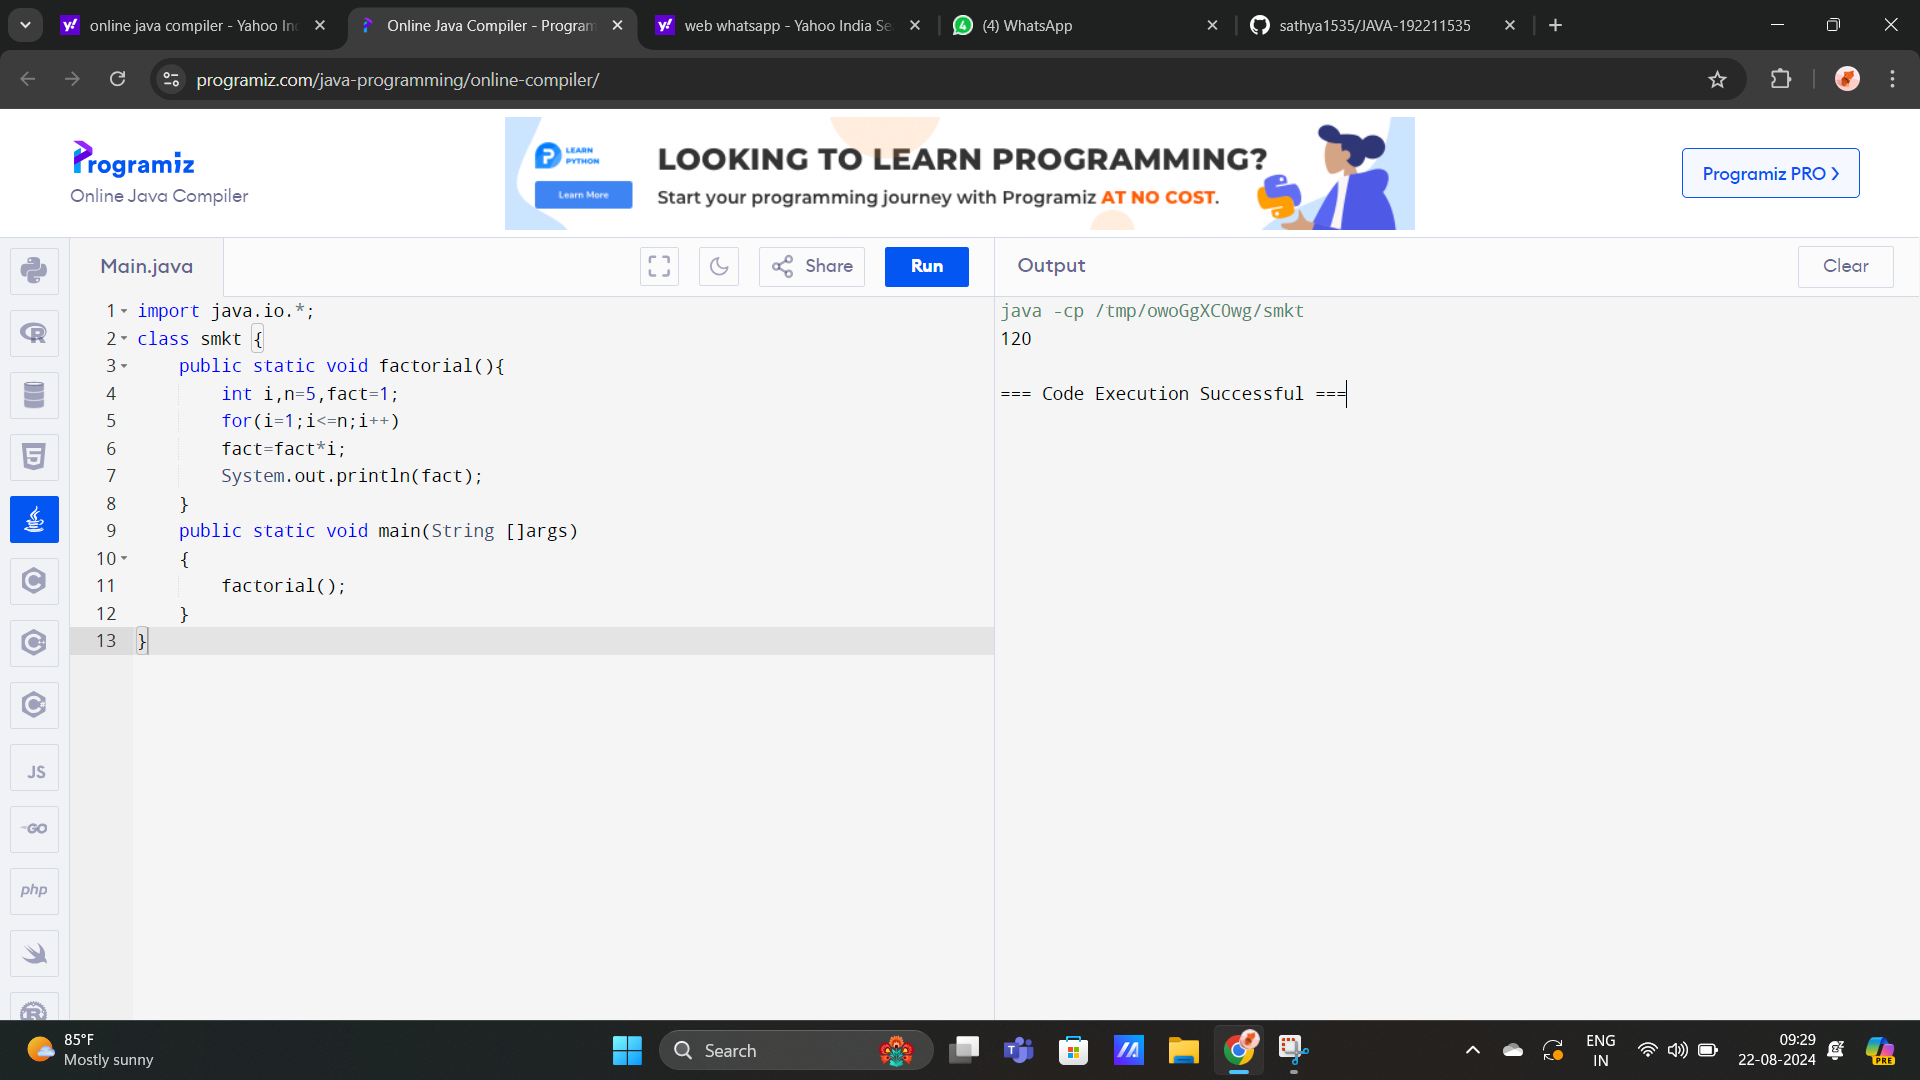 online java compiler - Yahoo In
Online Java Compiler - Program
web whatsapp - Yahoo India Se
(4) WhatsApp
sathya1535/JAVA-192211535
programiz.com/java-programming/online-compiler/
Programiz
Online Java Compiler
LEARN
PYTHON
Learn More
LOOKING TO LEARN PROGRAMMING?
Start your programming journey with Programiz AT NO COST.
Programiz PRO
Main.java
Share
Run
Output
Clear
1 import java.io.*;
2 class smkt {
3 public static void factorial(){
4 int i,n=5,fact=1;
5 for(i=1;i<=n;i++)
6 fact=fact*i;
7 System.out.println(fact);
8 }
9 public static void main(String []args)
10 {
11 factorial();
12 }
13 }
java -cp /tmp/owoGgXCOwg/smkt
120
=== Code Execution Successful ===
JS
GO
php
85°F
Mostly sunny
Search
ENG
IN
09:29
22-08-2024
PRE